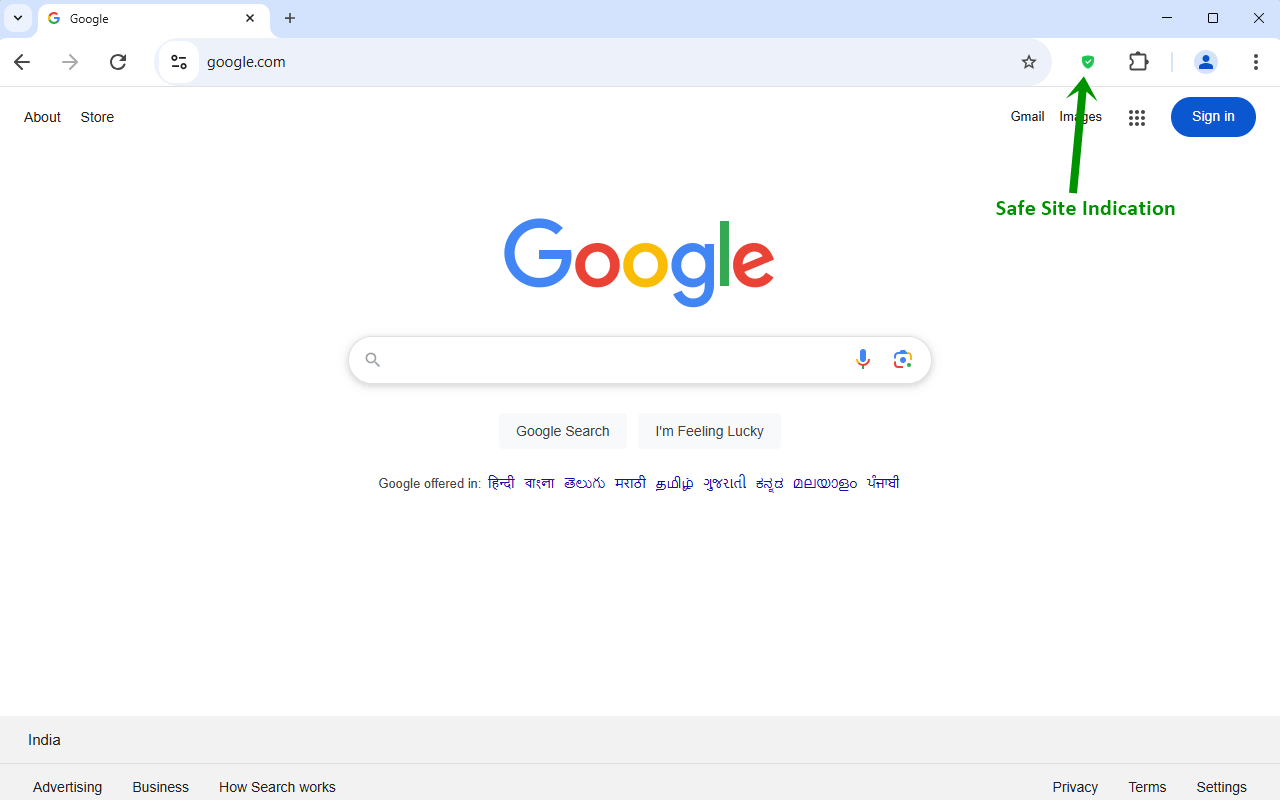 Google
google.com
About Store Gmail Images Sign in
Safe Site Indication
Google
Google Search I'm Feeling Lucky
Google offered in: हिन्दी বাংলা తెలుగు मराठी தமிழ் ગુજરાતી ಕನ್ನಡ മലയാളം ਪੰਜਾਬੀ
India
Advertising Business How Search works Privacy Terms Settings